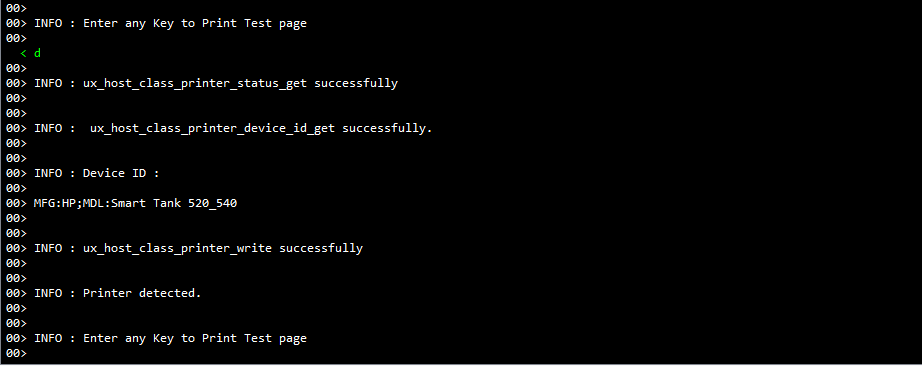 00>
00> INFO : Enter any Key to Print Test page
00>
< d
00>
00> INFO : ux_host_class_printer_status_get successfully
00>
00>
00> INFO :  ux_host_class_printer_device_id_get successfully.
00>
00>
00> INFO : Device ID :
00>
00> MFG:HP;MDL:Smart Tank 520_540
00>
00>
00> INFO : ux_host_class_printer_write successfully
00>
00>
00> INFO : Printer detected.
00>
00>
00> INFO : Enter any Key to Print Test page
00>